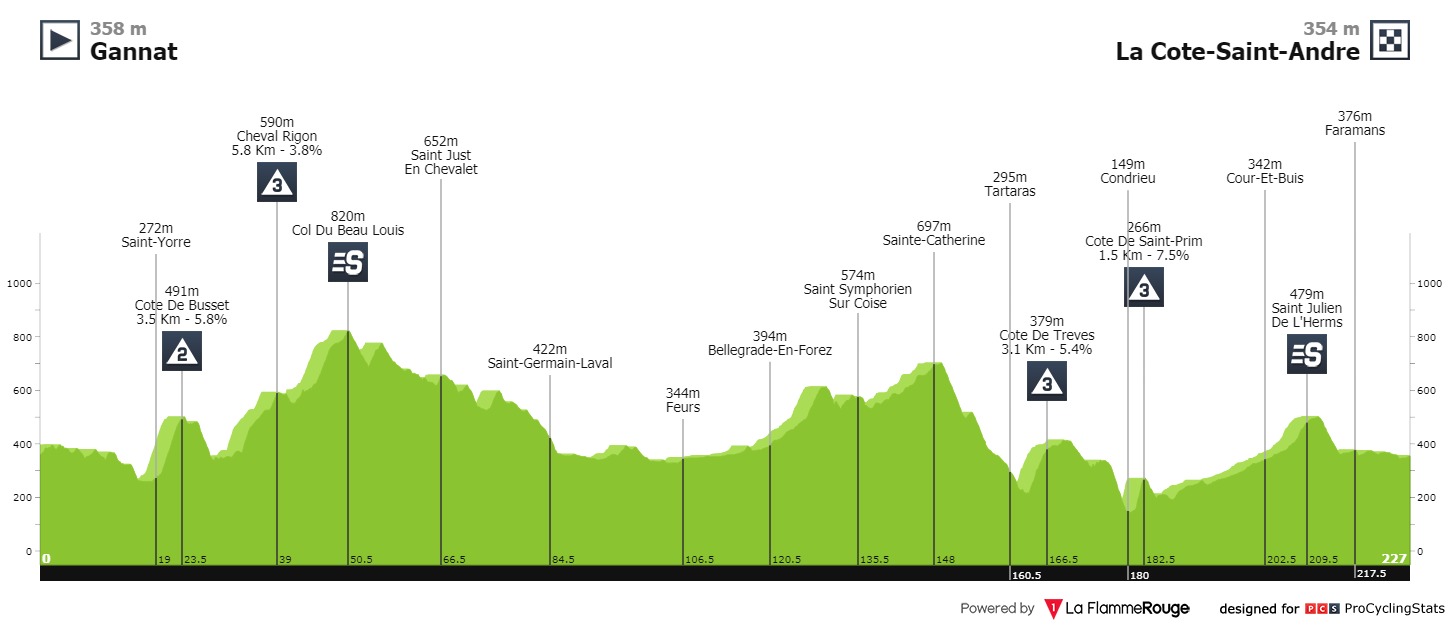 358 m
Gannat
354 m
La Cote-Saint-Andre
272m
Saint-Yorre
491m
Cote De Busset
3.5 Km - 5.8%
2
590m
Cheval Rigon
5.8 Km - 3.8%
3
820m
Col Du Beau Louis
S
652m
Saint Just
En Chevalet
422m
Saint-Germain-Laval
344m
Feurs
394m
Bellegrade-En-Forez
574m
Saint Symphorien
Sur Coise
697m
Sainte-Catherine
295m
Tartaras
379m
Cote De Treves
3.1 Km - 5.4%
3
149m
Condrieu
266m
Cote De Saint-Prim
1.5 Km - 7.5%
3
342m
Cour-Et-Buis
479m
Saint Julien
De L'Herms
S
376m
Faramans
1000
800
600
400
200
0
1000
800
600
400
200
0
0
19
23.5
39
50.5
66.5
84.5
106.5
120.5
135.5
148
160.5
166.5
180
182.5
202.5
209.5
217.5
227
Powered by 1 La FlammeRouge designed for PCS ProCyclingStats